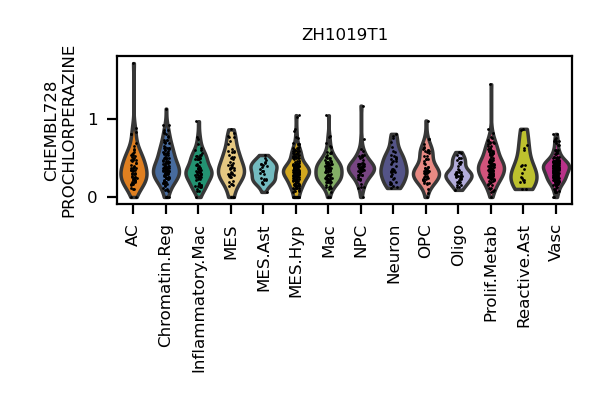 ZH1019T1
CHEMBL728
PROCHLORPERAZINE
1
0
AC
Chromatin.Reg
Inflammatory.Mac
MES
MES.Ast
MES.Hyp
Mac
NPC
Neuron
OPC
Oligo
Prolif.Metab
Reactive.Ast
Vasc